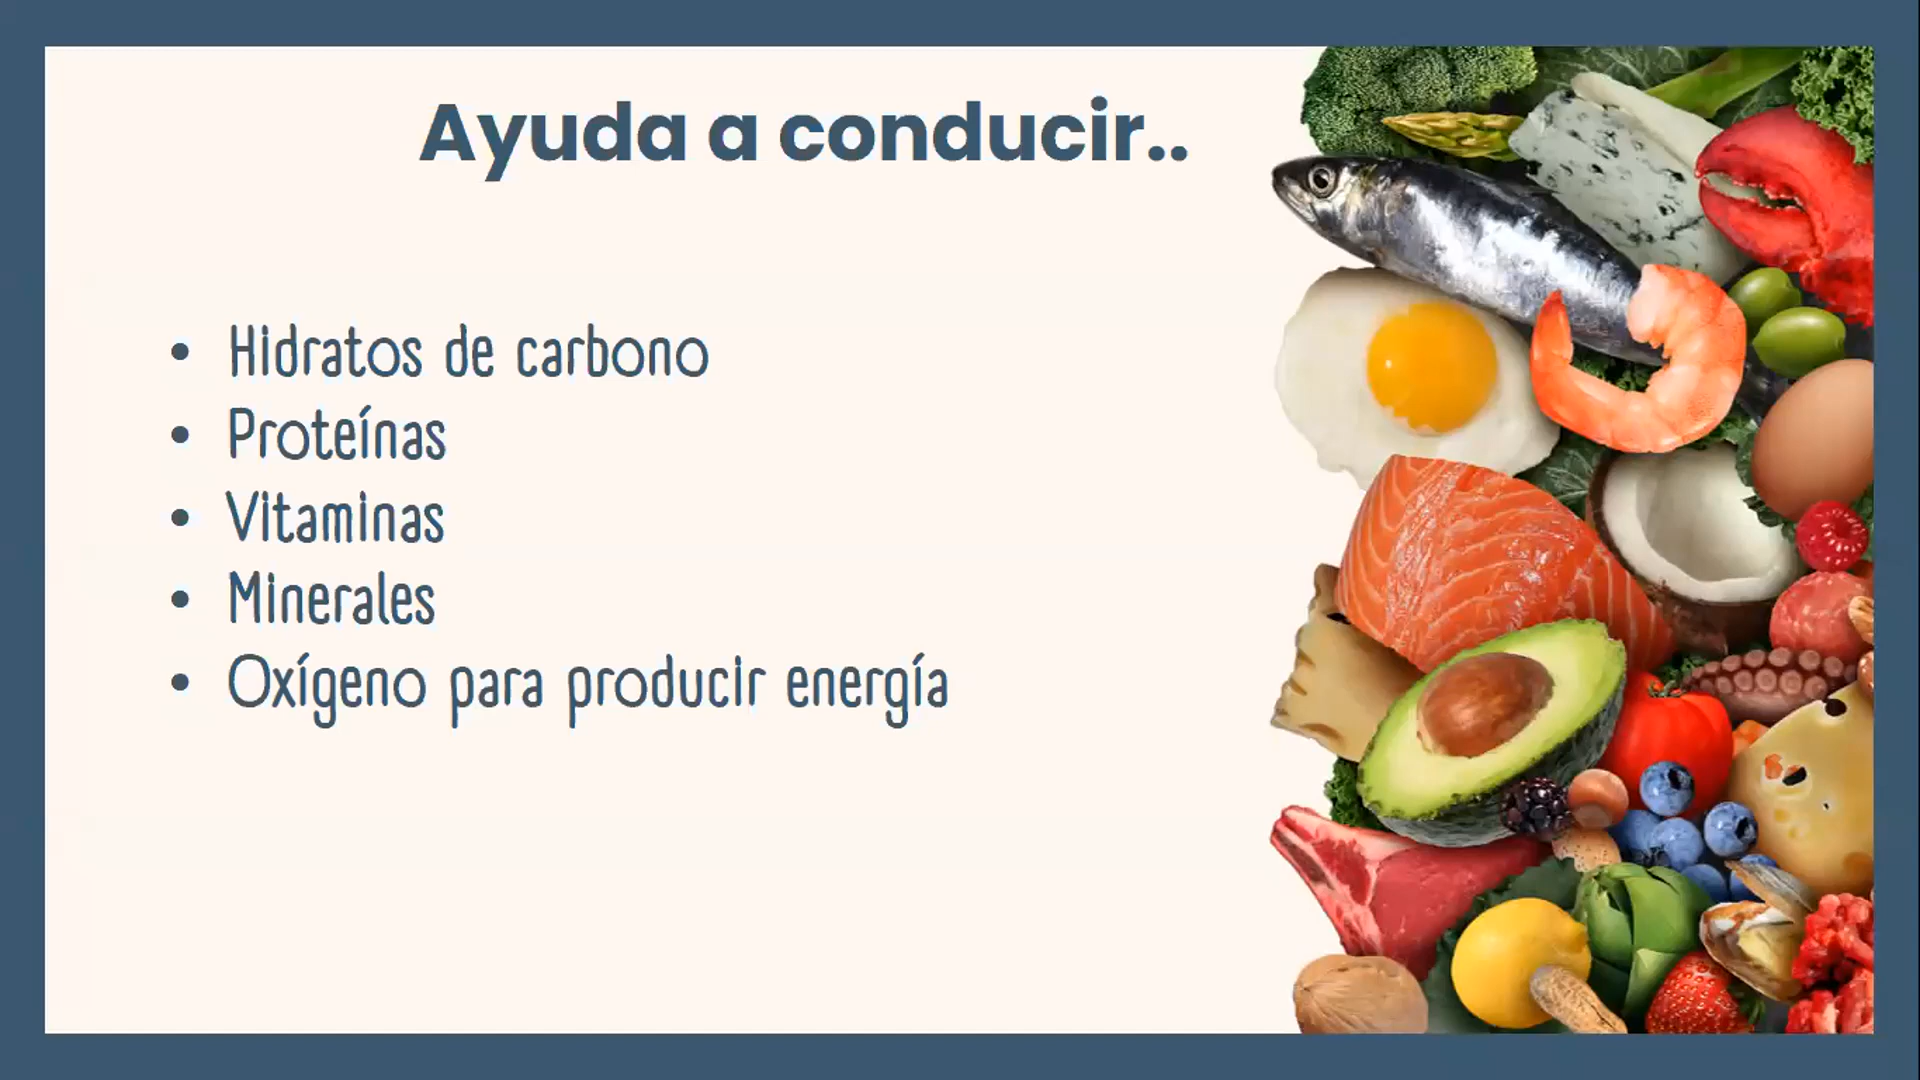 Ayuda a conducir..
• Hidratos de carbono
• Proteínas
• Vitaminas
• Minerales
• Oxígeno para producir energía